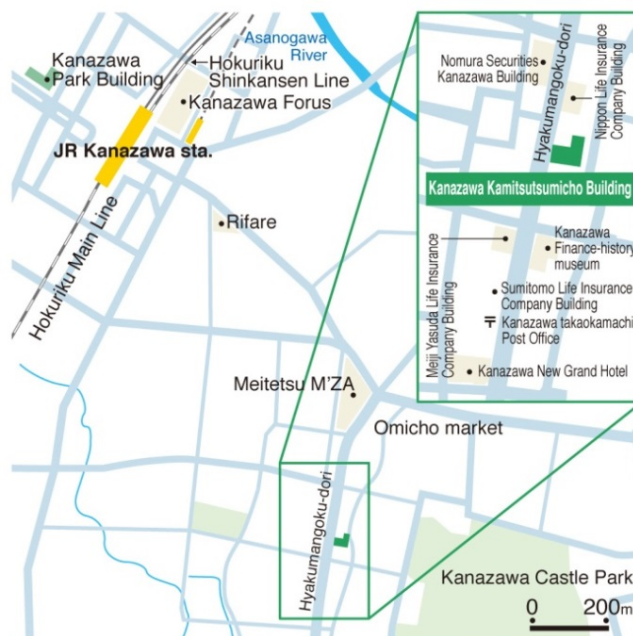 Kanazawa
Park Building
Asanogawa
River
Hokuriku
Shinkansen Line
Kanazawa Forus
JR Kanazawa sta.
Hokuriku Main Line
Rifare
Meitetsu M'ZA
Omicho market
Hyakumangoku-dori
Kanazawa Castle Park
0 200m
Nomura Securities
Kanazawa Building
Hyakumangoku-dori
Nippon Life Insurance
Company Building
Kanazawa Kamitsutsumicho Building
Meiji Yasuda Life Insurance
Company Building
Kanazawa
Finance-history
museum
Sumitomo Life Insurance
Company Building
〒 Kanazawa takaokamachi
Post Office
Kanazawa New Grand Hotel